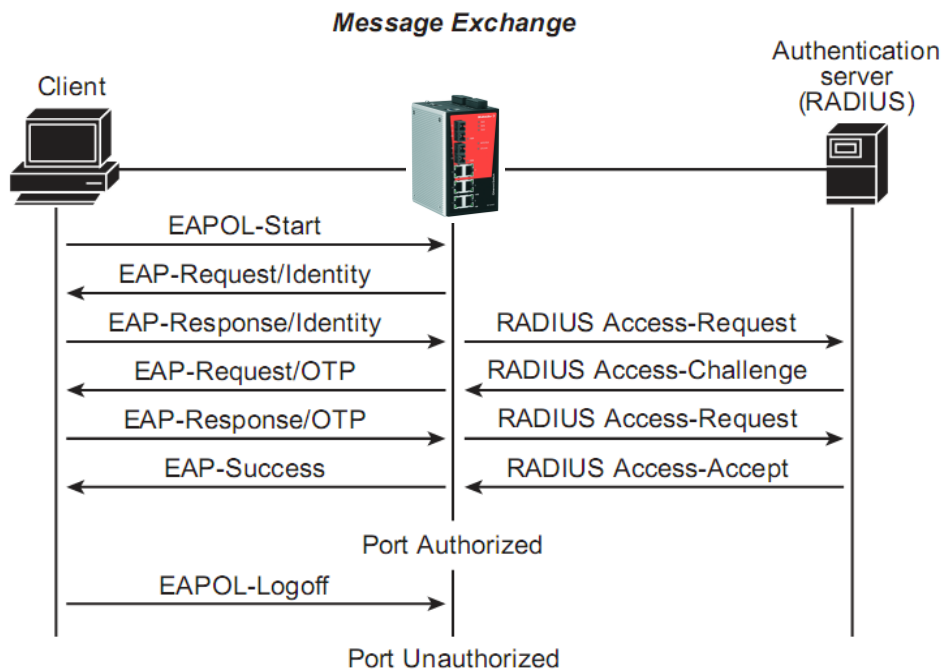 Message Exchange
Authentication
server
(RADIUS)
Client
EAPOL-Start
EAP-Request/Identity
EAP-Response/Identity
RADIUS Access-Request
EAP-Request/OTP
RADIUS Access-Challenge
EAP-Response/OTP
RADIUS Access-Request
EAP-Success
RADIUS Access-Accept
Port Authorized
EAPOL-Logoff
Port Unauthorized